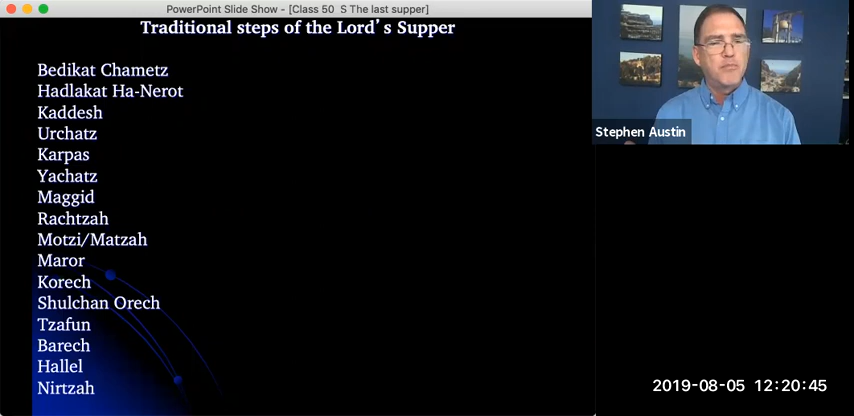 PowerPoint Slide Show - [Class 50  S The last supper]
Traditional steps of the Lord's Supper
Bedikat Chametz
Hadlakat Ha-Nerot
Kaddesh
Urchatz
Karpas
Yachatz
Maggid
Rachtzah
Motzi/Matzah
Maror
Korech
Shulchan Orech
Tzafun
Barech
Hallel
Nirtzah
Stephen Austin
2019-08-05 12:20:45